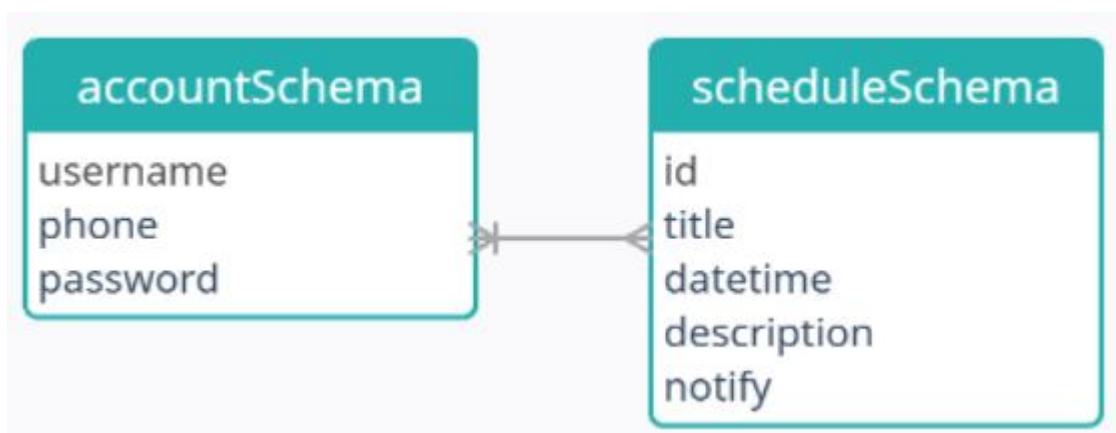 accountSchema
username
phone
password
scheduleSchema
id
title
datetime
description
notify